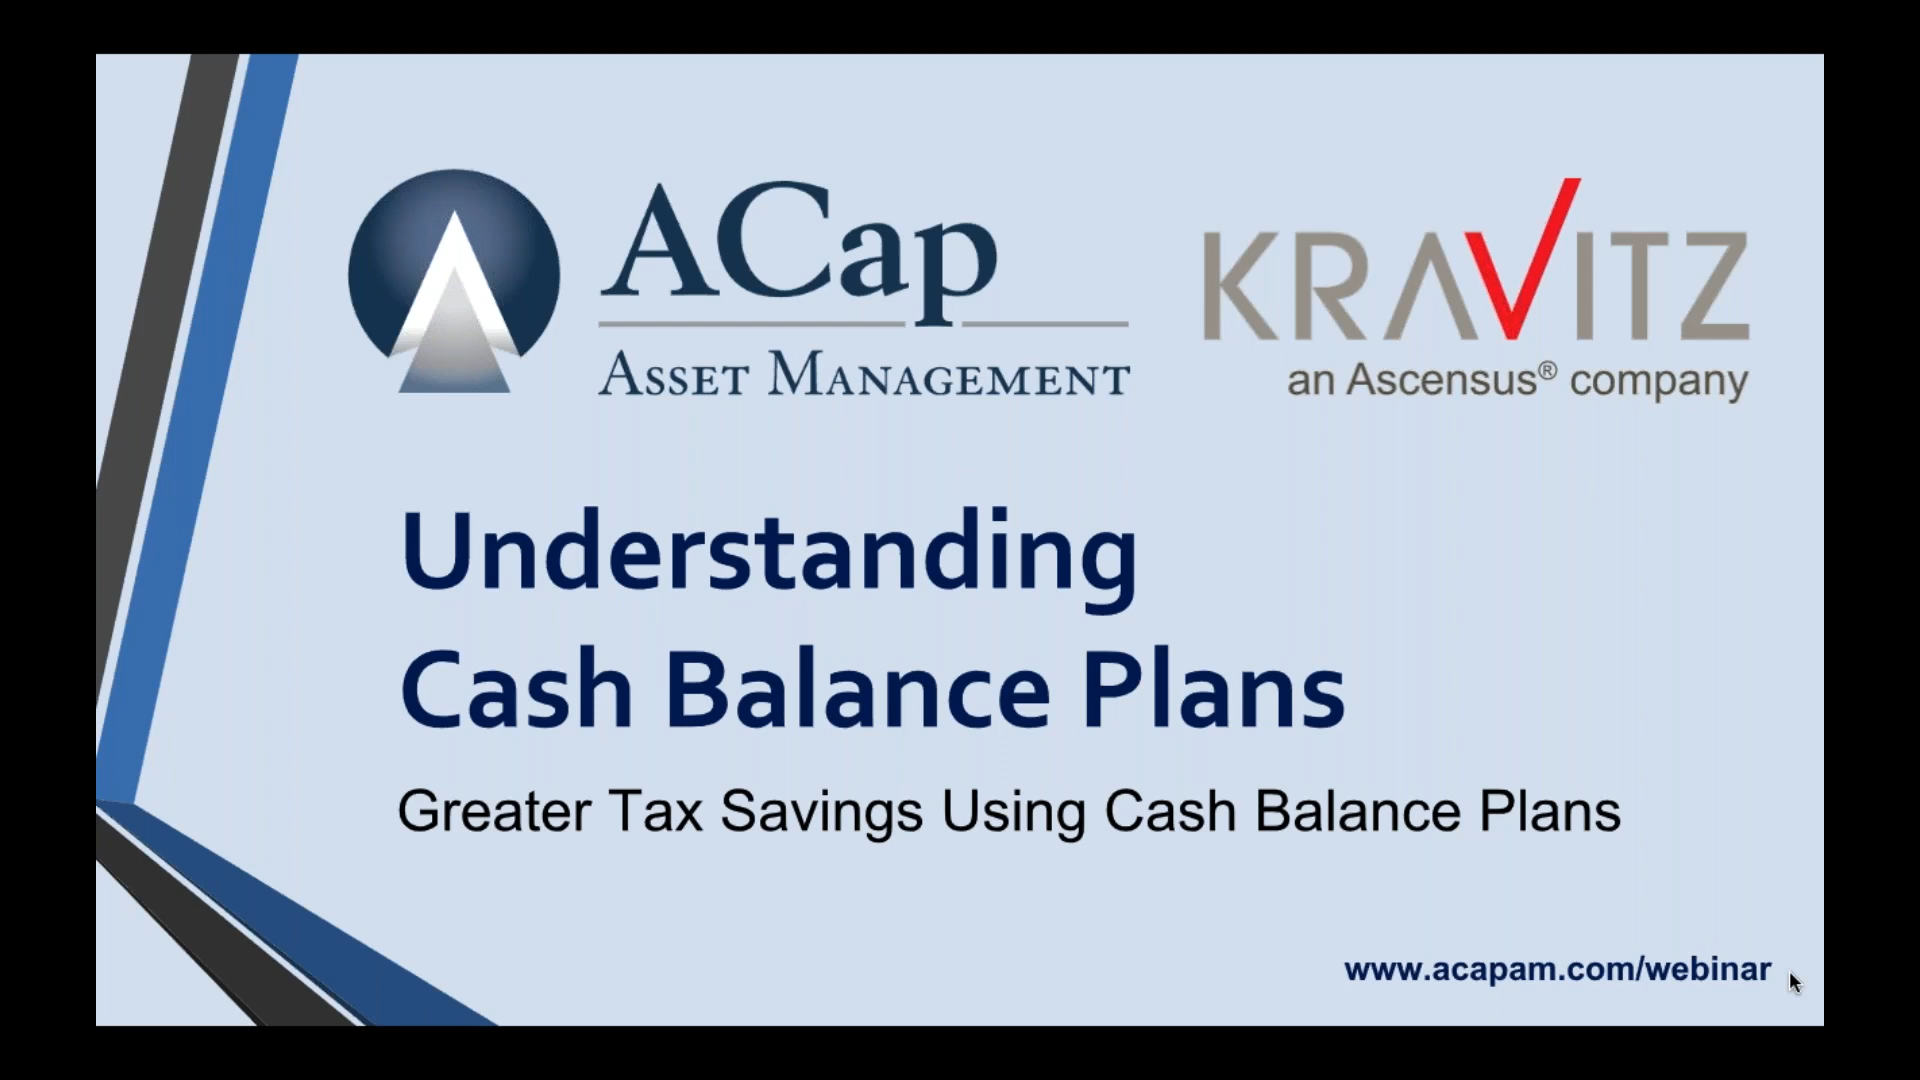 ACap
ASSET MANAGEMENT
KRAVITZ
an Ascensus® company
Understanding
Cash Balance Plans
Greater Tax Savings Using Cash Balance Plans
www.acapam.com/webinar